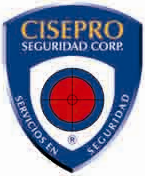 CISEPRO
SEGURIDAD CORP.
SERVICIOS EN
SEGURIDAD
®